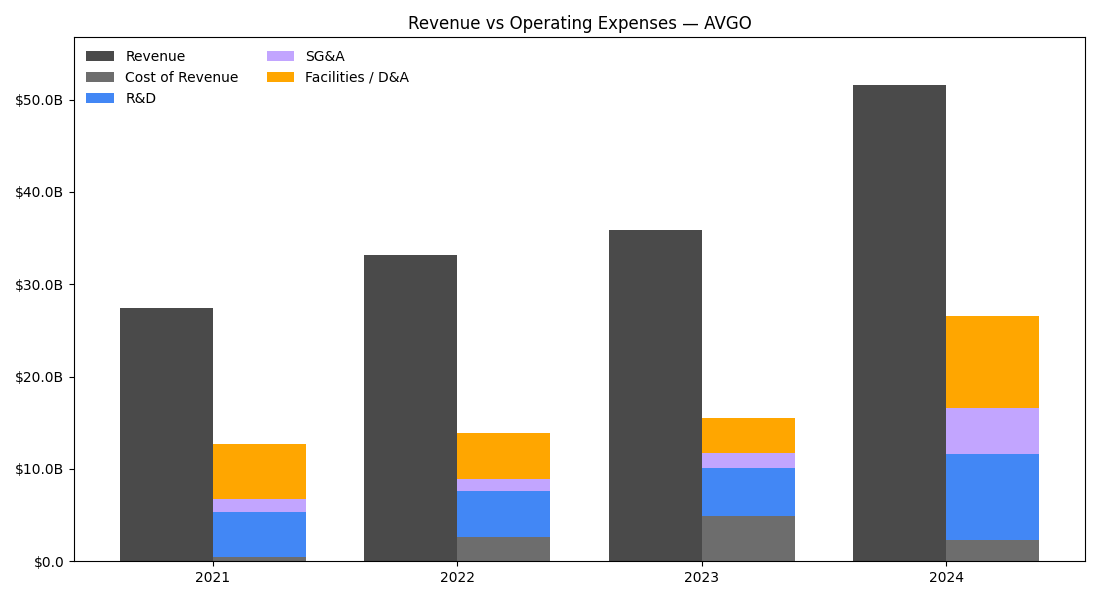 Revenue vs Operating Expenses — AVGO
Revenue
Cost of Revenue
R&D
SG&A
Facilities / D&A
$50.0B
$40.0B
$30.0B
$20.0B
$10.0B
$0.0
2021
2022
2023
2024